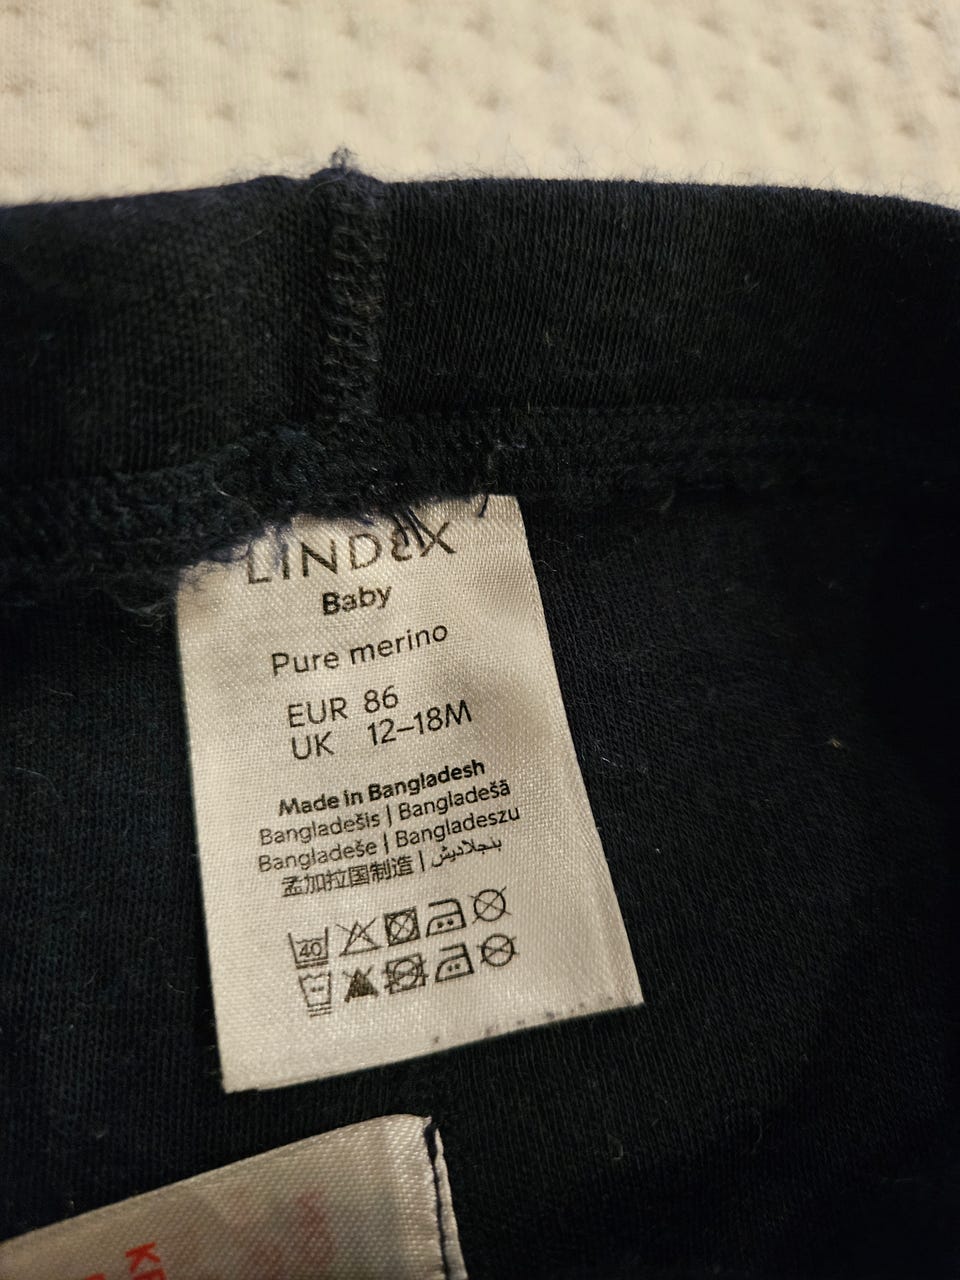 LINDEX
Baby
Pure merino
EUR 86
UK 12–18M
Made in Bangladesh
Bangladešis | Bangladešā
Bangladeše | Bangladeszu
孟加拉国制造 | بنجلاديش
40